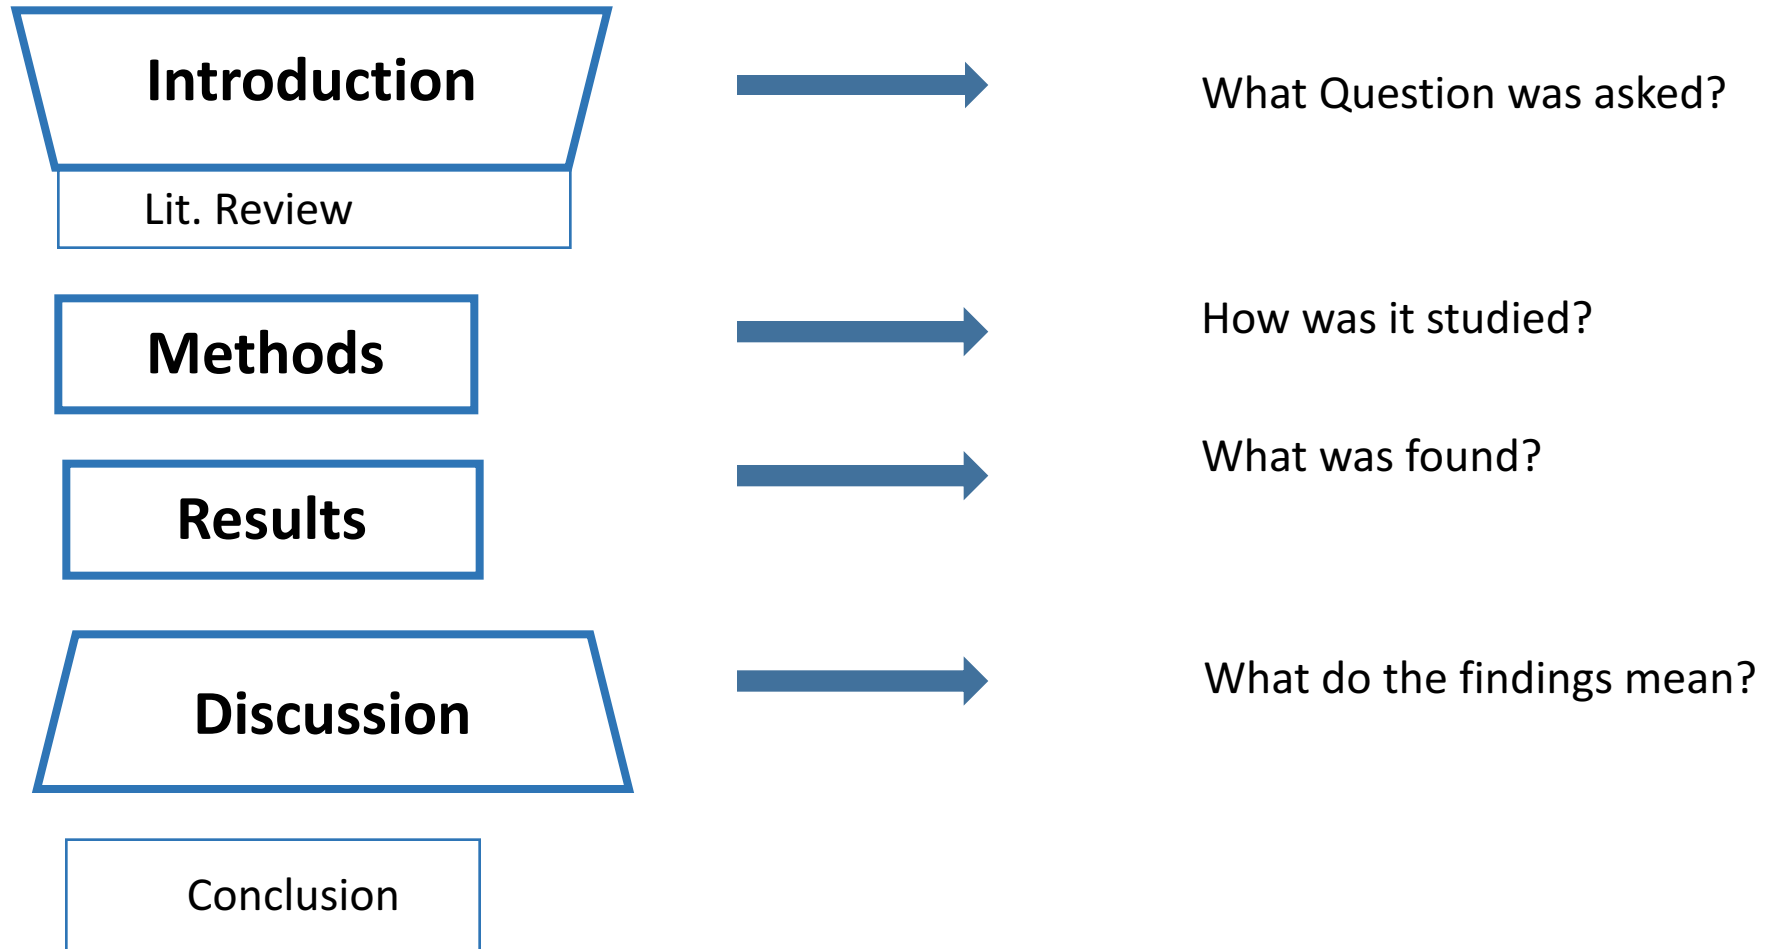 Introduction
What Question was asked?
Lit. Review
Methods
How was it studied?
Results
What was found?
Discussion
What do the findings mean?
Conclusion